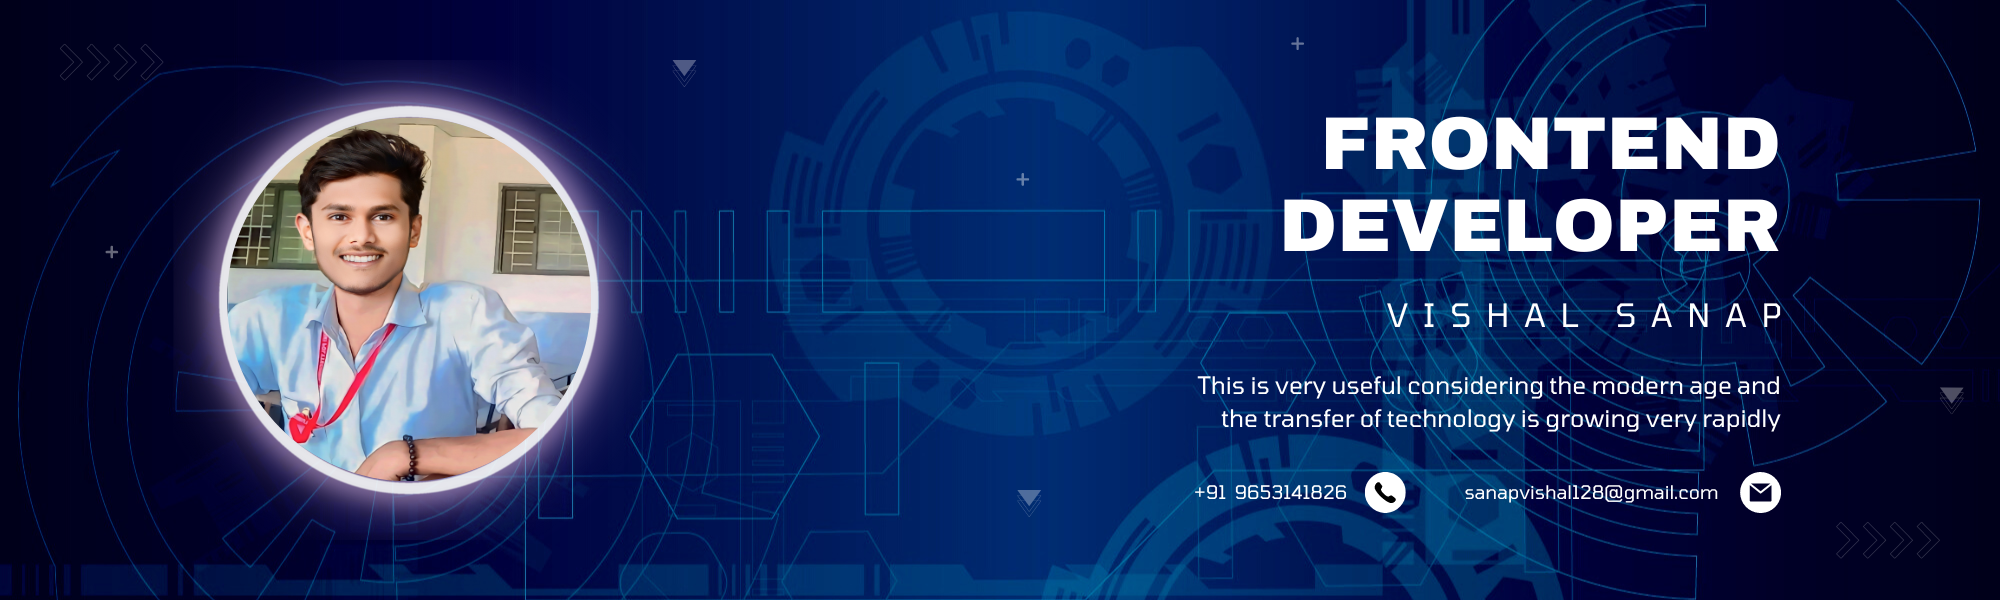 FRONTEND
DEVELOPER
VISHAL SANAP
This is very useful considering the modern age and
the transfer of technology is growing very rapidly
+91 9653141826 sanapvishal128@gmail.com